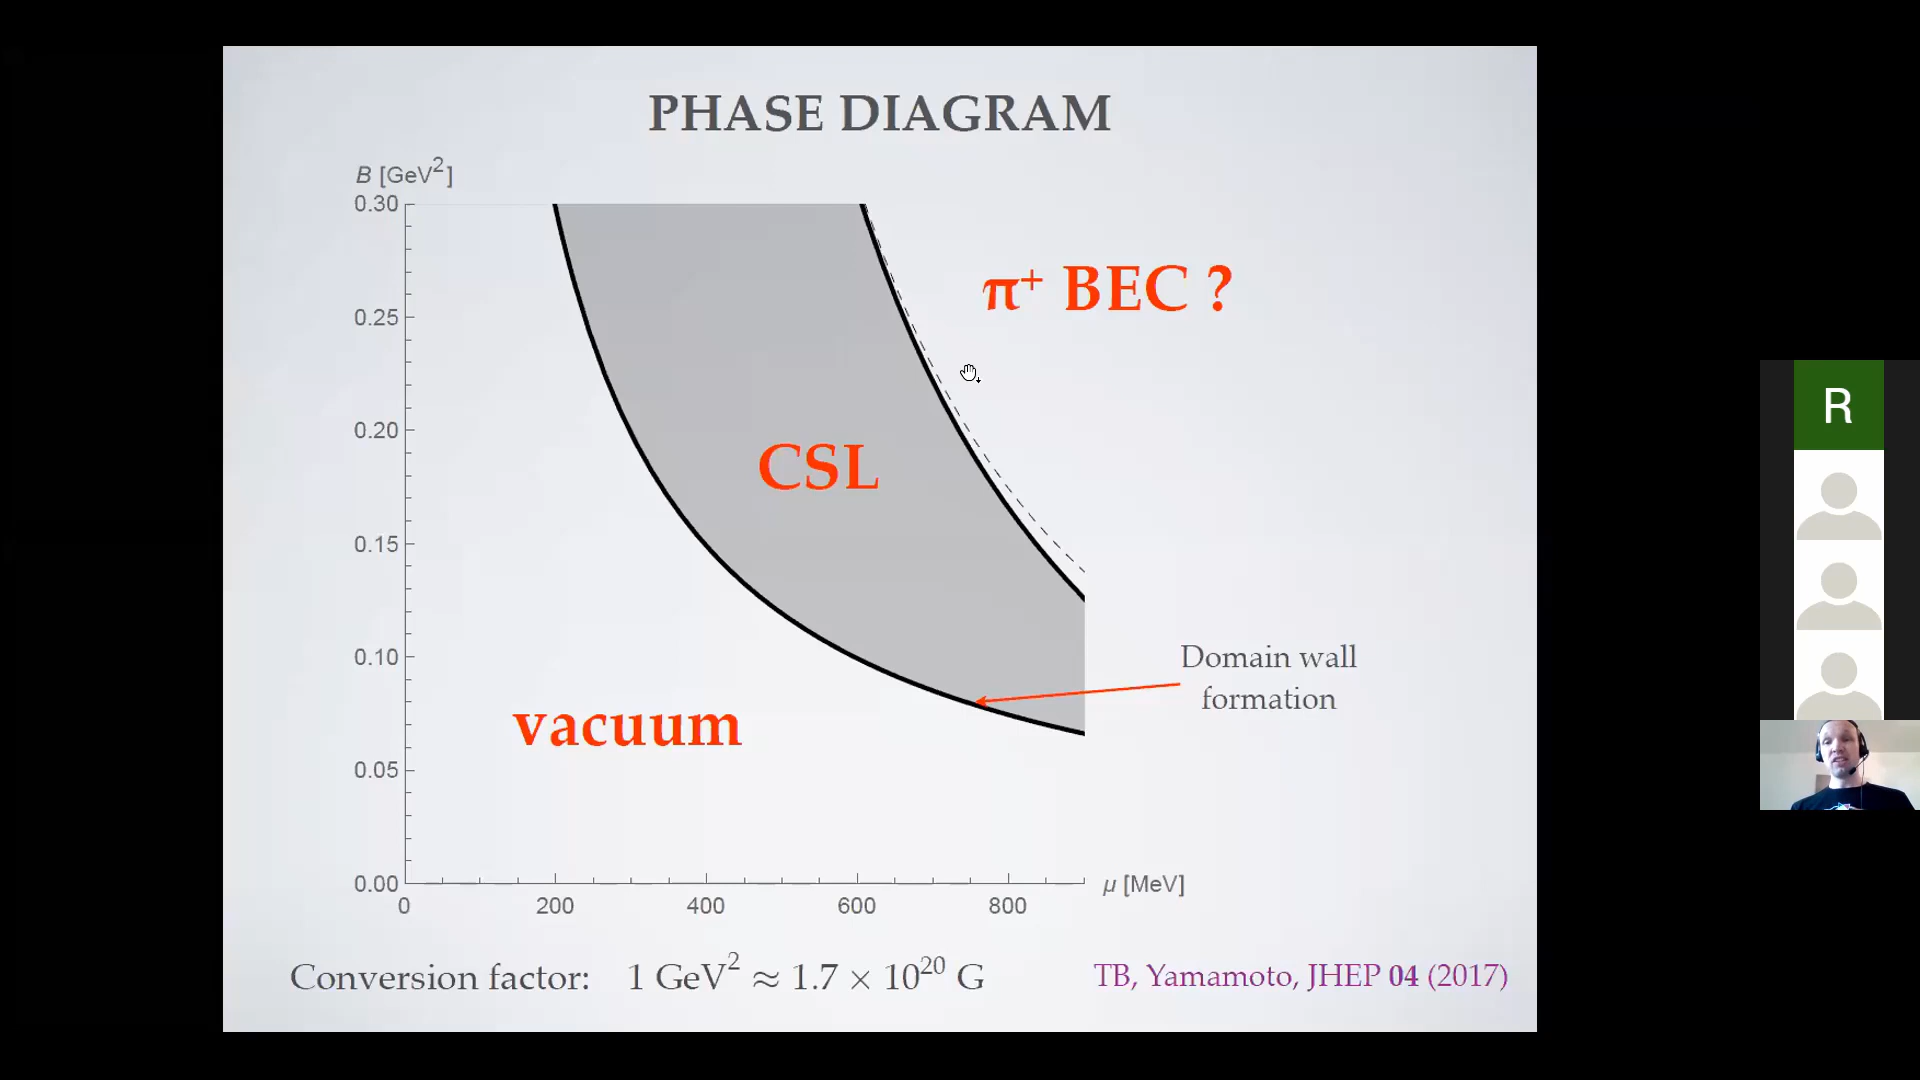 PHASE DIAGRAM
B [GeV²]
0.30
0.25
0.20
0.15
0.10
0.05
0.00
0
200
400
600
800
μ [MeV]
π⁺ BEC ?
CSL
vacuum
Domain wall
formation
Conversion factor: 1 GeV² ≈ 1.7 × 10²⁰ G
TB, Yamamoto, JHEP 04 (2017)
R